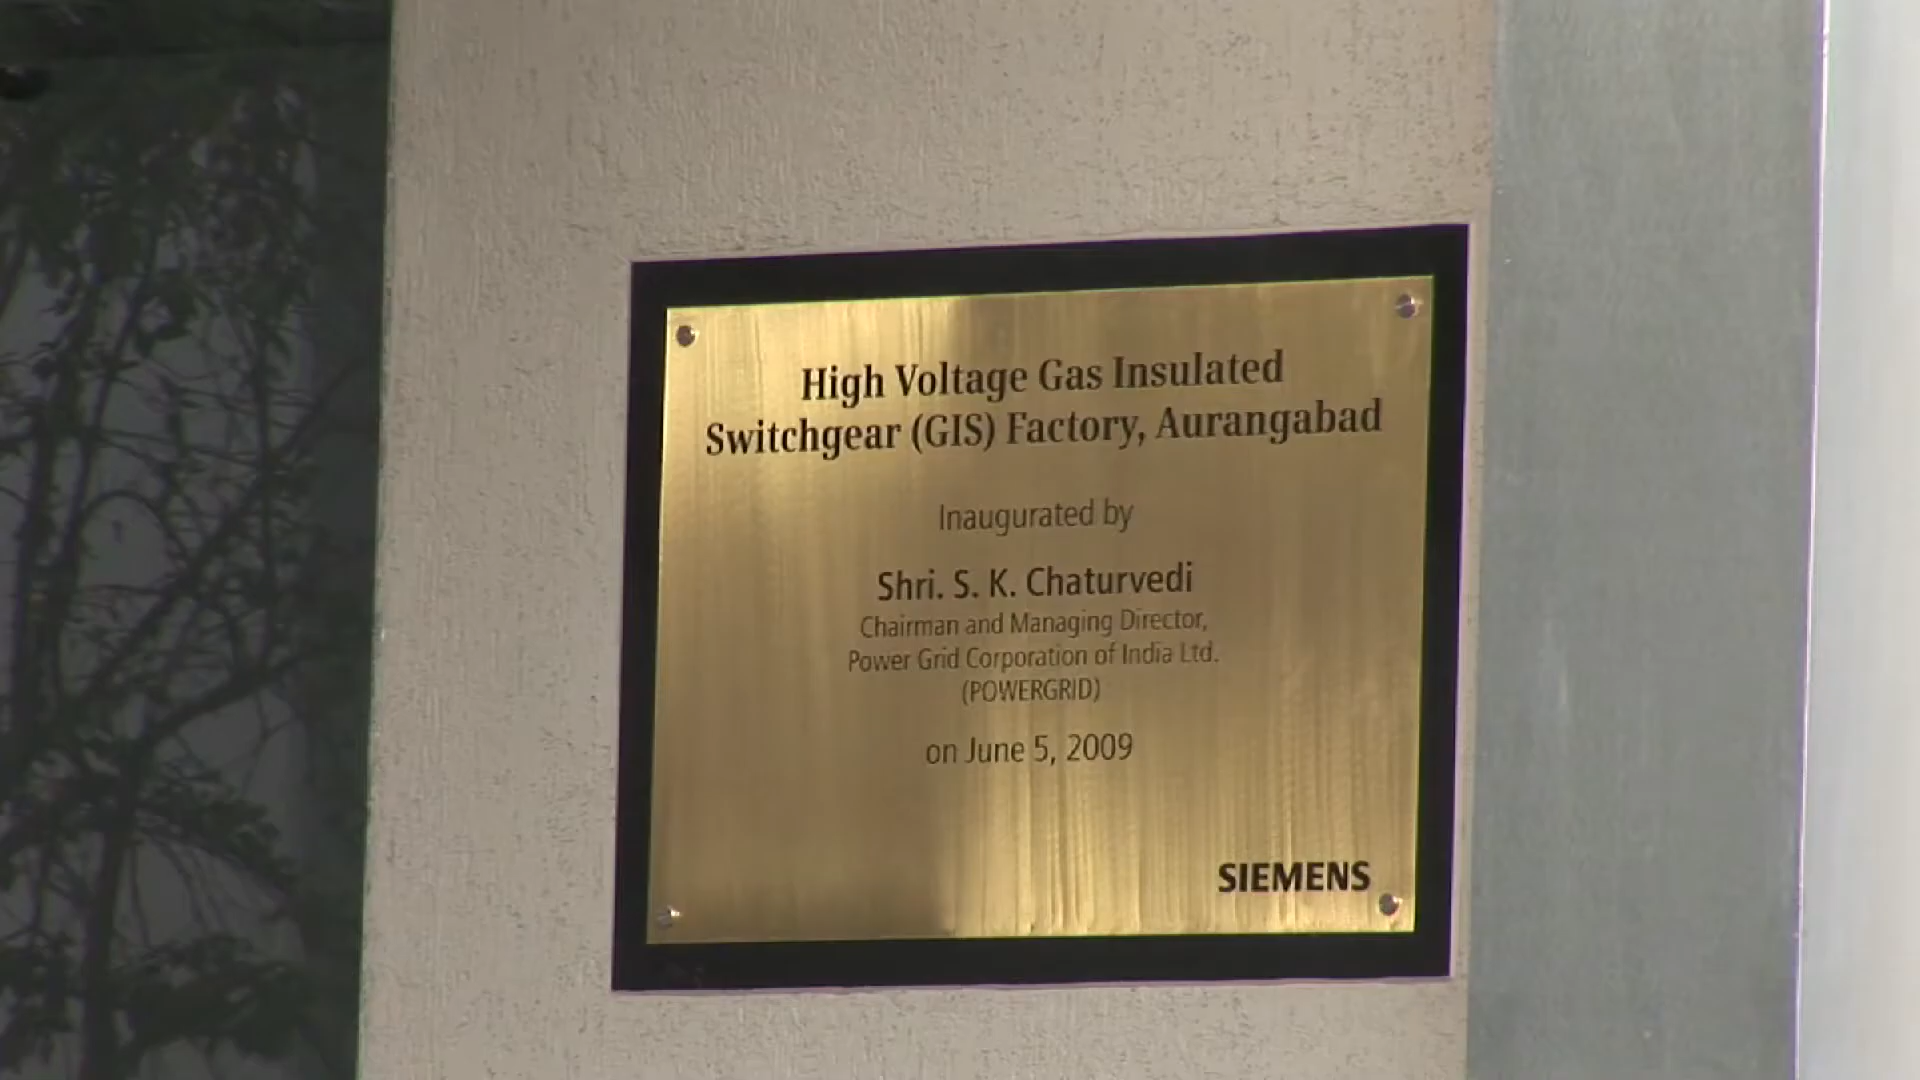 High Voltage Gas Insulated
Switchgear (GIS) Factory, Aurangabad
Inaugurated by
Shri. S. K. Chaturvedi
Chairman and Managing Director,
Power Grid Corporation of India Ltd.
(POWERGRID)
on June 5, 2009
SIEMENS